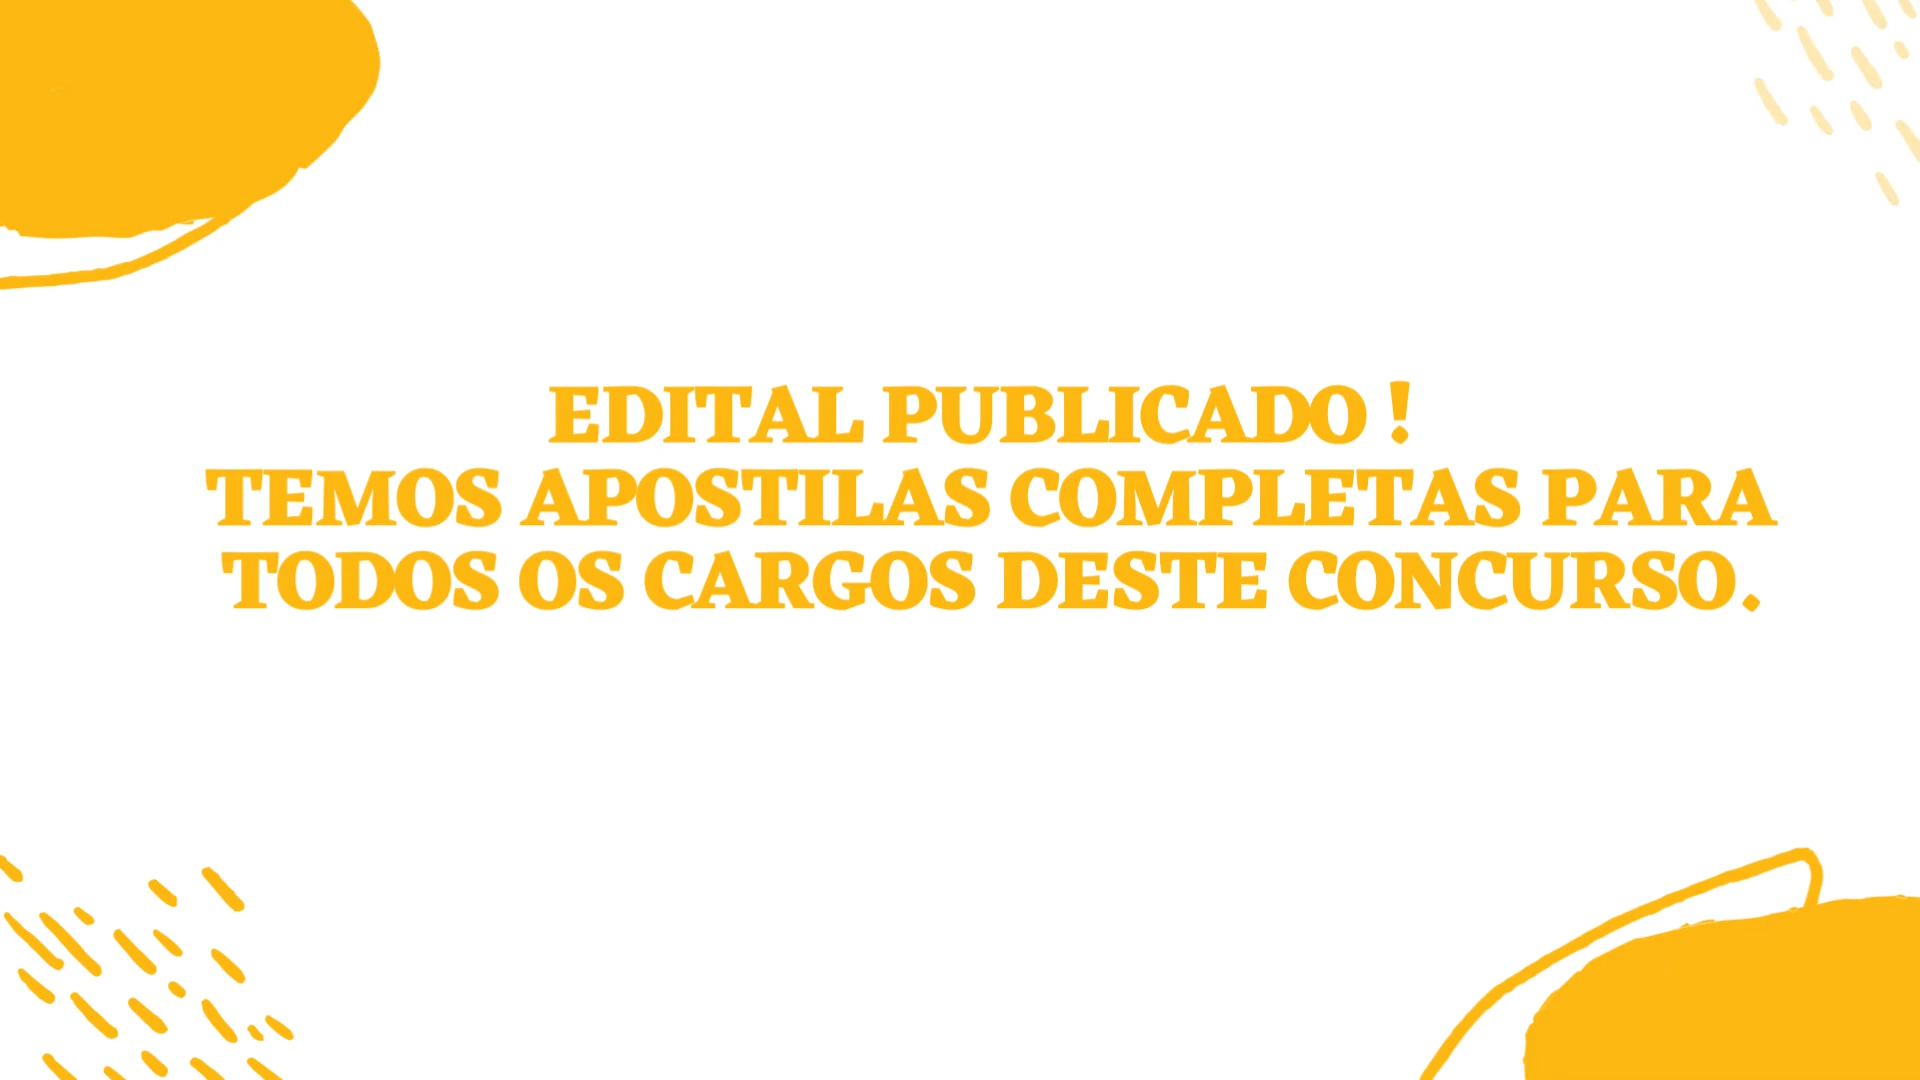 EDITAL PUBLICADO !
TEMOS APOSTILAS COMPLETAS PARA
TODOS OS CARGOS DESTE CONCURSO.